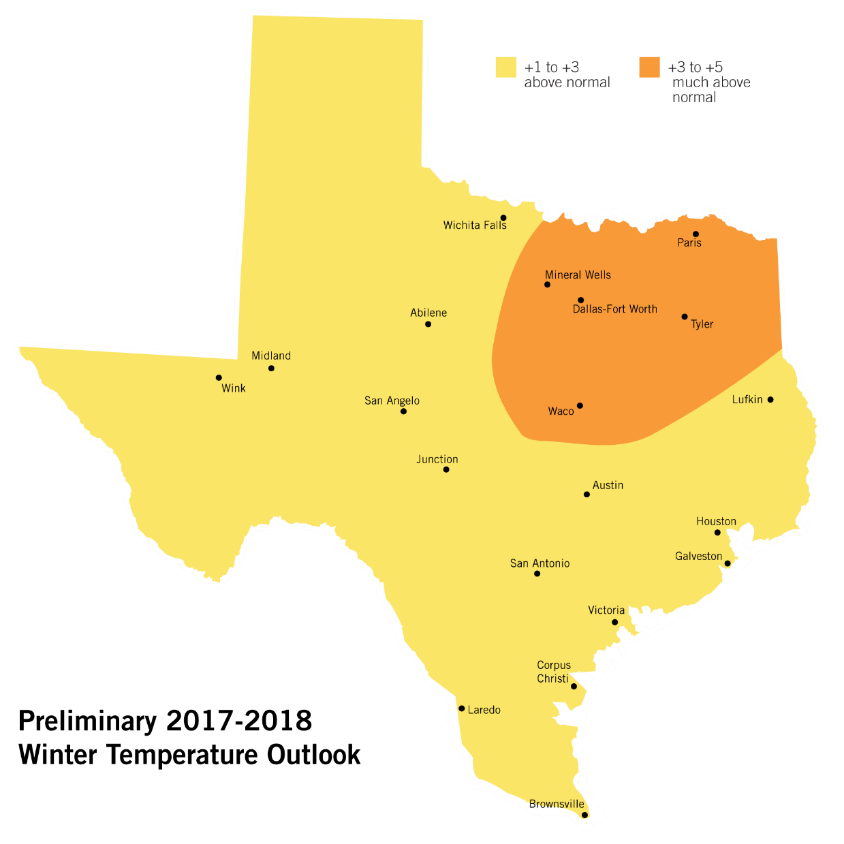 +1 to +3
above normal
+3 to +5
much above
normal
Wichita Falls
Paris
Mineral Wells
Dallas-Fort Worth
Abilene
Tyler
Midland
Wink
San Angelo
Lufkin
Waco
Junction
Austin
Houston
Galveston
San Antonio
Victoria
Corpus
Christi
Laredo
Preliminary 2017-2018
Winter Temperature Outlook
Brownsville